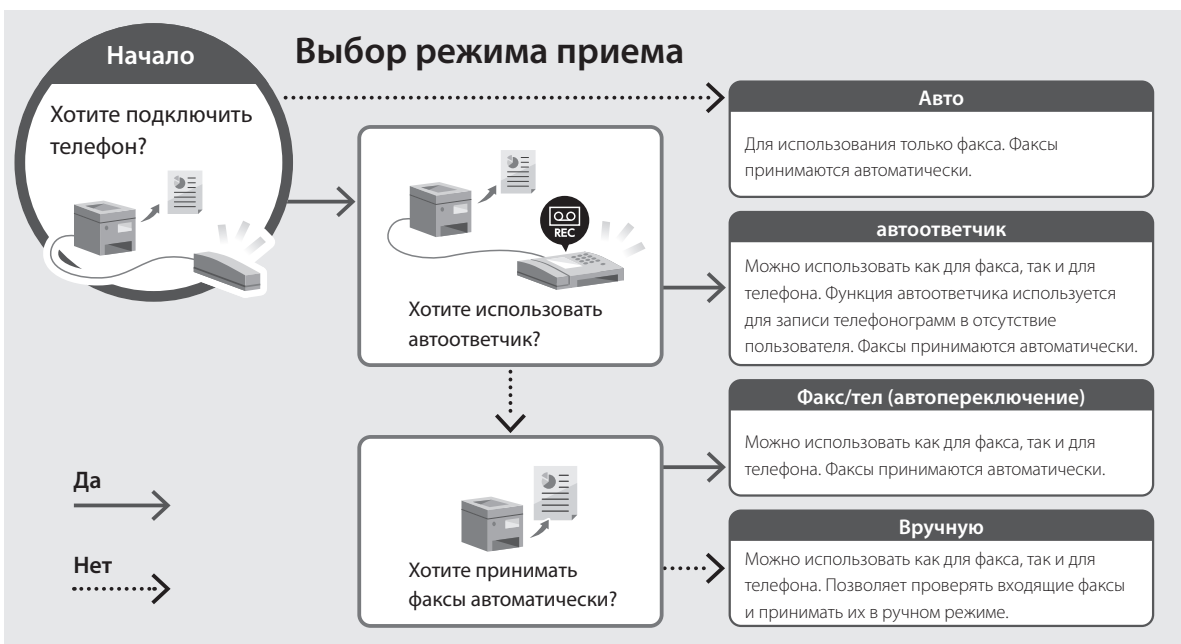 Выбор режима приема
Начало
Хотите подключить
телефон?
REC
Хотите использовать
автоответчик?
Хотите принимать
факсы автоматически?
Авто
Для использования только факса. Факсы
принимаются автоматически.
автоответчик
Можно использовать как для факса, так и для
телефона. Функция автоответчика используется
для записи телефонограмм в отсутствие
пользователя. Факсы принимаются автоматически.
Факс/тел (автопереключение)
Можно использовать как для факса, так и для
телефона. Факсы принимаются автоматически.
Вручную
Можно использовать как для факса, так и для
телефона. Позволяет проверять входящие факсы
и принимать их в ручном режиме.
Да
Нет